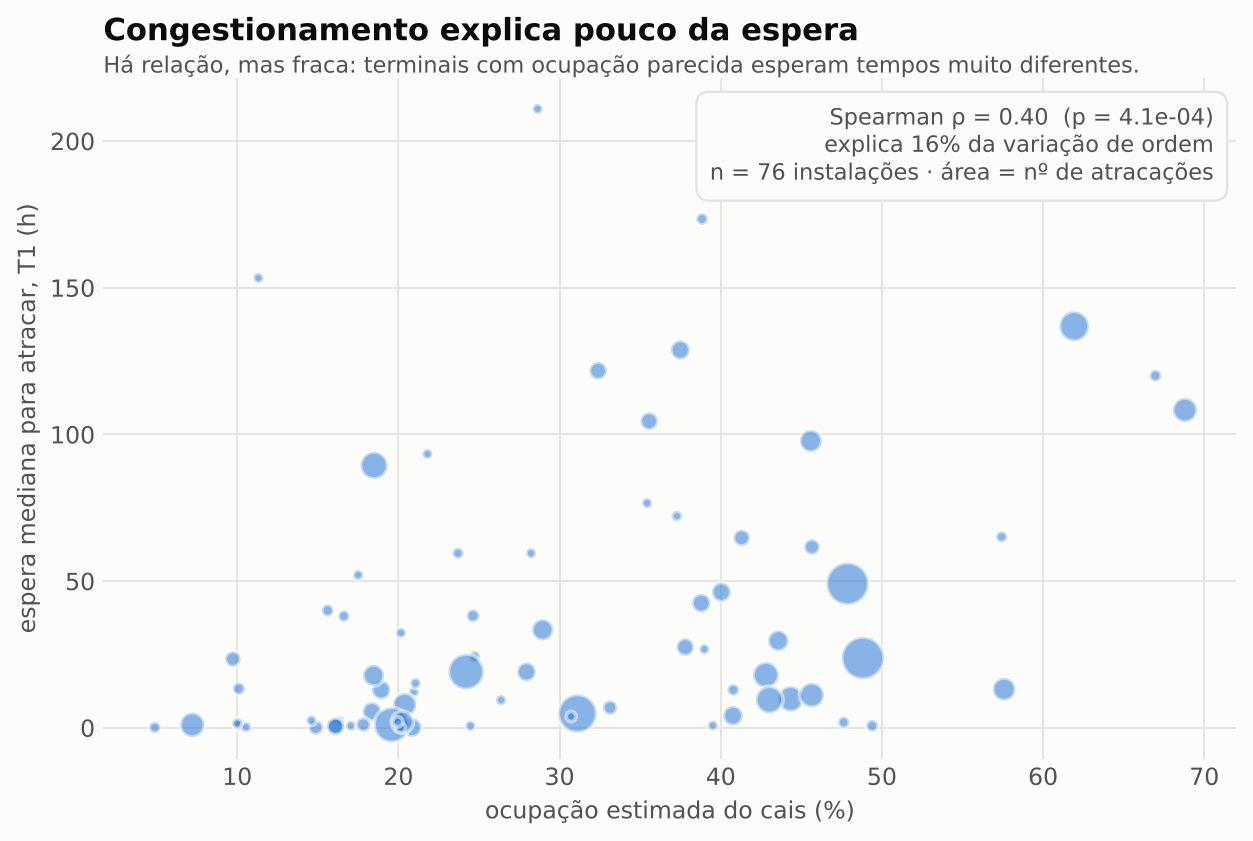 Congestionamento explica pouco da espera
Há relação, mas fraca: terminais com ocupação parecida esperam tempos muito diferentes.
Spearman ρ = 0.40 (p = 4.1e-04)
explica 16% da variação de ordem
n = 76 instalações · área = nº de atracações
espera mediana para atracar, T1 (h)
200
150
100
50
0
10 20 30 40 50 60 70
ocupação estimada do cais (%)